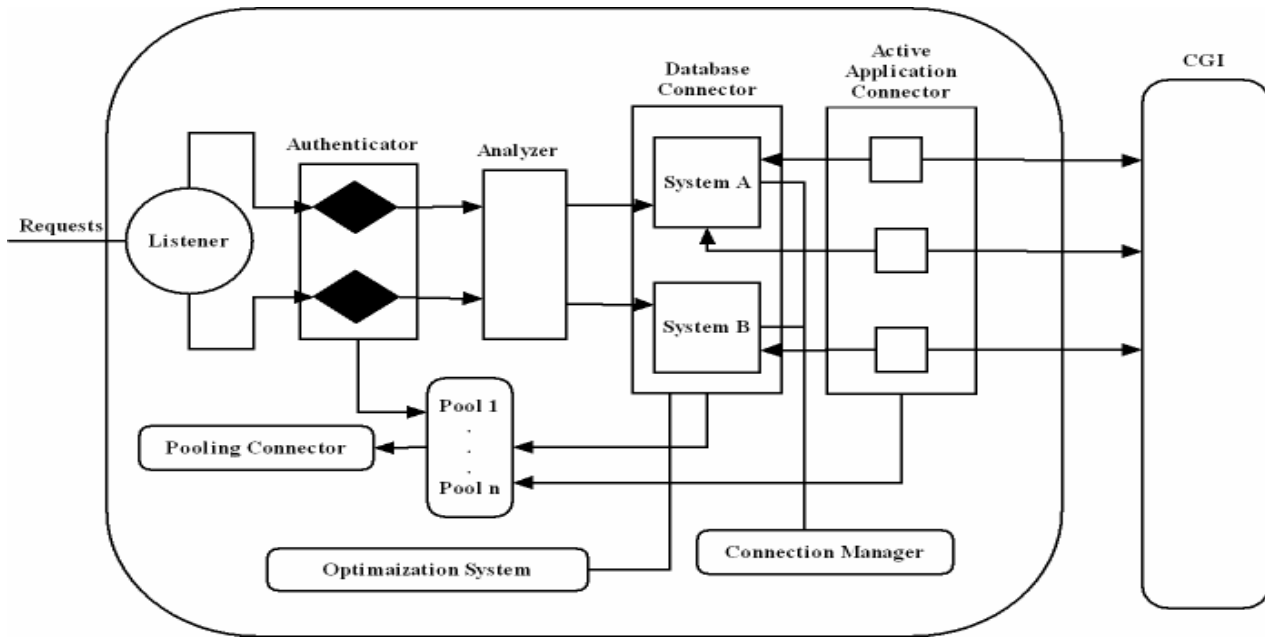 Active
Application
Connector
CGI
Database
Connector
Authenticator
Analyzer
Requests
Listener
System A
System B
Pool 1
.
.
.
Pool n
Pooling Connector
Optimaization System
Connection Manager